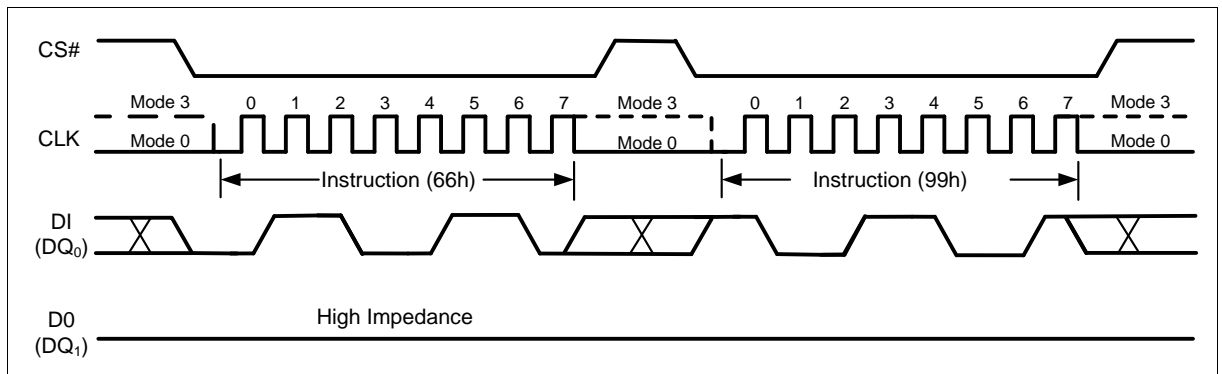 CS#
Mode 3 0 1 2 3 4 5 6 7 Mode 3 0 1 2 3 4 5 6 7 Mode 3
CLK
Mode 0 Mode 0 Mode 0
Instruction (66h) Instruction (99h)
DI
(DQ₀)
D0
(DQ₁)
High Impedance